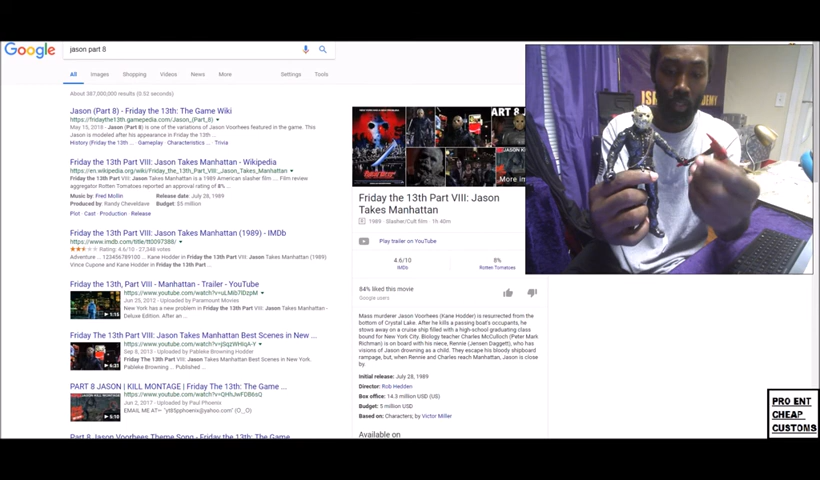 Google
jason part 8
All Images Shopping Videos News More Settings Tools
About 387,000,000 results (0.52 seconds)
Jason (Part 8) - Friday the 13th: The Game Wiki
https://fridaythe13th.gamepedia.com/Jason_(Part_8)
May 15, 2018 - Jason (Part 8) is one of the variations of Jason Voorhees featured in the game. This
Jason is modeled after his appearance in Friday the 13th ...
History (Friday the 13th ... Gameplay Characteristics ... Trivia
Friday the 13th Part VIII: Jason Takes Manhattan - Wikipedia
https://en.wikipedia.org/wiki/Friday_the_13th_Part_VIII:_Jason_Takes_Manhattan
Friday the 13th Part VIII: Jason Takes Manhattan is a 1989 American slasher film ... Film review
aggregator Rotten Tomatoes reported an approval rating of 8% ...
Music by: Fred Mollin Release date: July 28, 1989
Produced by: Randy Cheveldave Budget: $5 million
Plot Cast Production Release
Friday the 13th Part VIII: Jason Takes Manhattan (1989) - IMDb
https://www.imdb.com/title/tt0097388/
Rating: 4.6/10 - 27,348 votes
Adventure ... 123456789100 ... Kane Hodder in Friday the 13th Part VIII: Jason Takes Manhattan (1989)
Vince Cupone and Kane Hodder in Friday the 13th Part ...
Friday the 13th, Part VIII - Manhattan - Trailer - YouTube
Jun 25, 2012 - Uploaded by Paramount Movies
New York has a new problem in Friday the 13th Part VIII: Jason Takes Manhattan -
Deluxe Edition. After an ...
1:16
Friday The 13th Part VIII: Jason Takes Manhattan Best Scenes in New ...
Sep 8, 2013 - Uploaded by Pableke Browning Hodder
Friday The 13th Part VIII: Jason Takes Manhattan Best Scenes in New York.
Pableke Browning ... Published ...
PART 8 JASON | KILL MONTAGE | Friday The 13th: The Game ...
Jun 2, 2017 - Uploaded by Paul Phoenix
EMAIL ME AT= "yt85pphoenix@yahoo.com" (O_.O)
5:10
Part 8 Jason Voorhees Theme Song - Friday the 13th: The Game
ART 8
More im
Friday the 13th Part VIII: Jason
Takes Manhattan
1989 · Slasher/Cult film · 1h 40m
Play trailer on YouTube
4.6/10 8%
IMDb Rotten Tomatoes
84% liked this movie
Google users
Mass murderer Jason Voorhees (Kane Hodder) is resurrected from the
bottom of Crystal Lake. After he kills a passing boat's occupants, he
stows away on a cruise ship filled with a high-school graduating class
bound for New York City. Biology teacher Charles McCulloch (Peter Mark
Richman) is on board with his niece, Rennie (Jensen Daggett), who has
visions of Jason drowning as a child. They escape his bloody shipboard
rampage, but, when Rennie and Charles reach Manhattan, Jason is close
by.
Initial release: July 28, 1989
Director: Rob Hedden
Box office: 14.3 million USD (US)
Budget: 5 million USD
Based on: Characters, by Victor Miller
Available on
PRO ENT
CHEAP
CUSTOMS